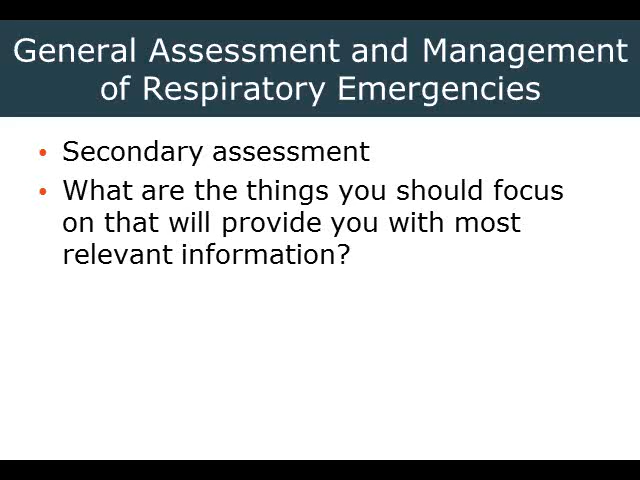 General Assessment and Management
of Respiratory Emergencies
• Secondary assessment
• What are the things you should focus
on that will provide you with most
relevant information?